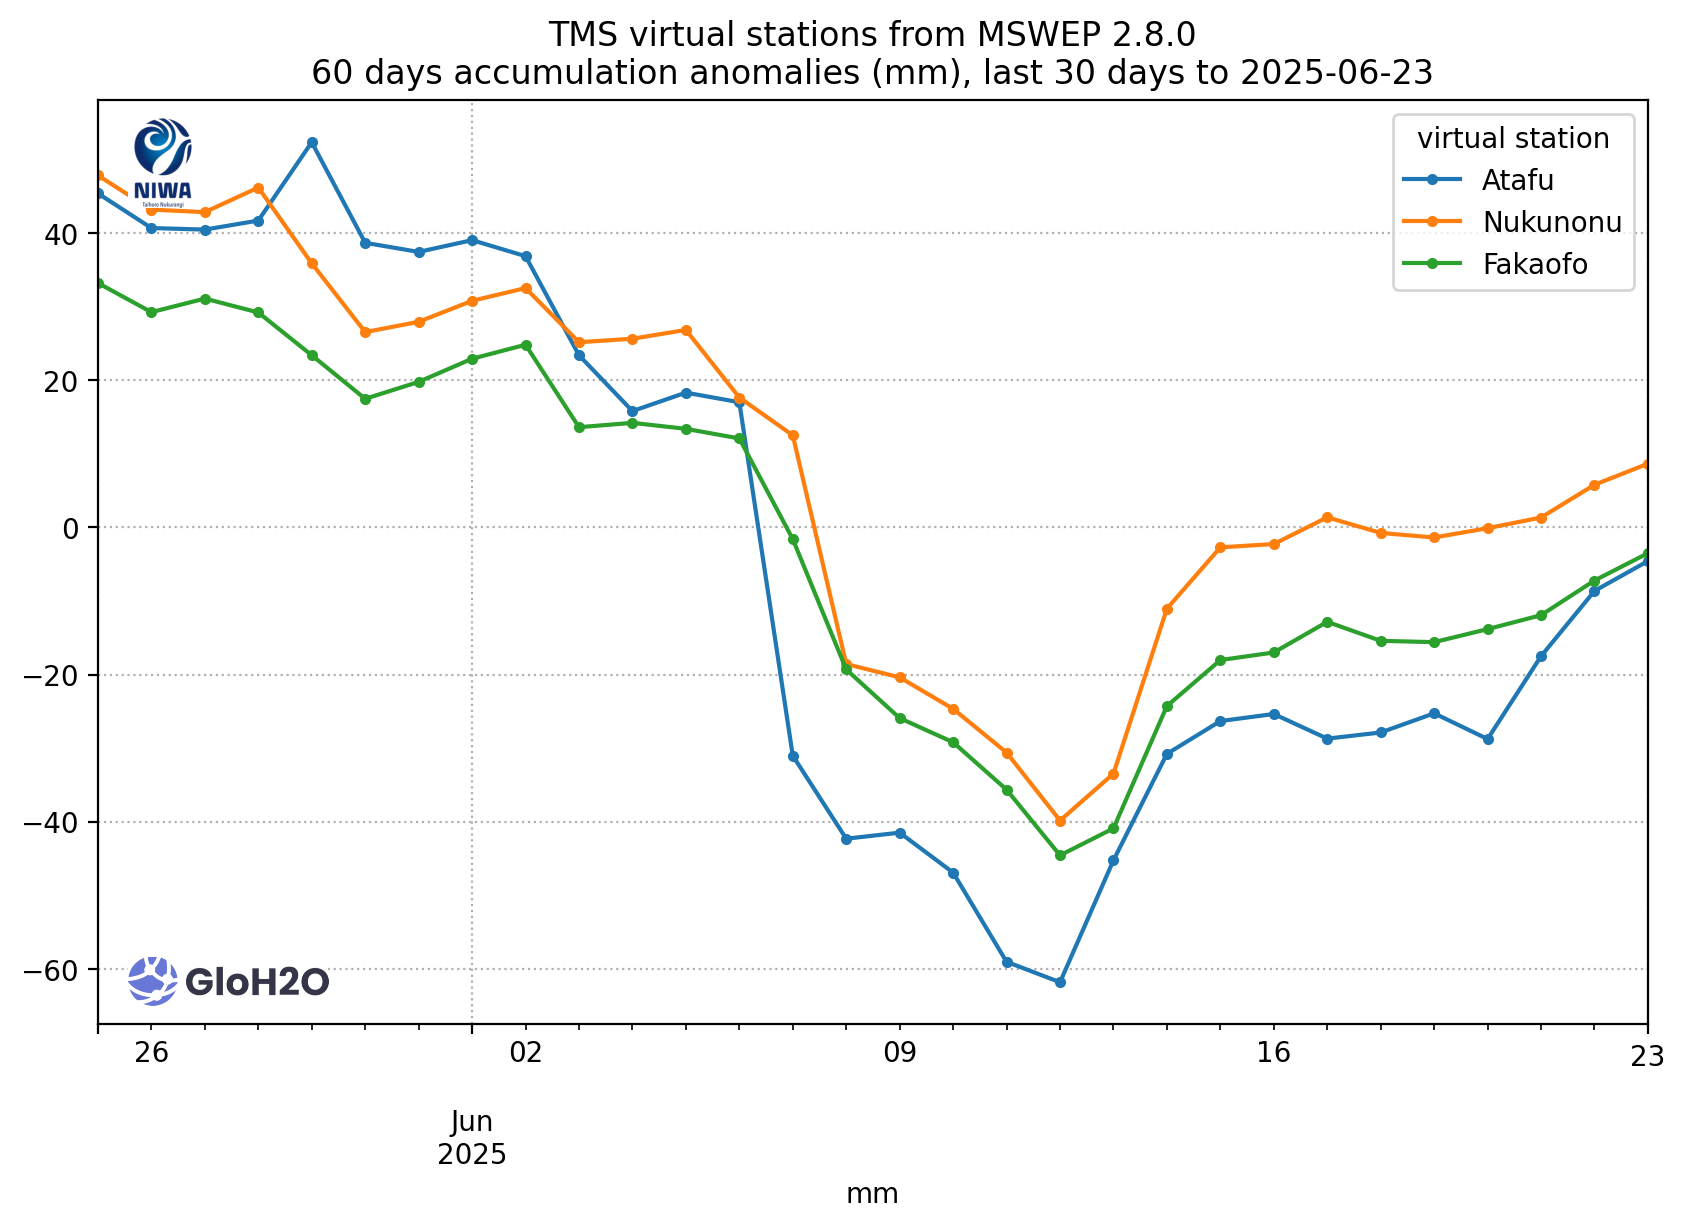 TMS virtual stations from MSWEP 2.8.0
60 days accumulation anomalies (mm), last 30 days to 2025-06-23
NIWA
Taihoro Nukurangi
virtual station
Atafu
Nukunonu
Fakaofo
40
20
0
−20
−40
−60
GloH2O
26
02
09
16
23
Jun
2025
mm